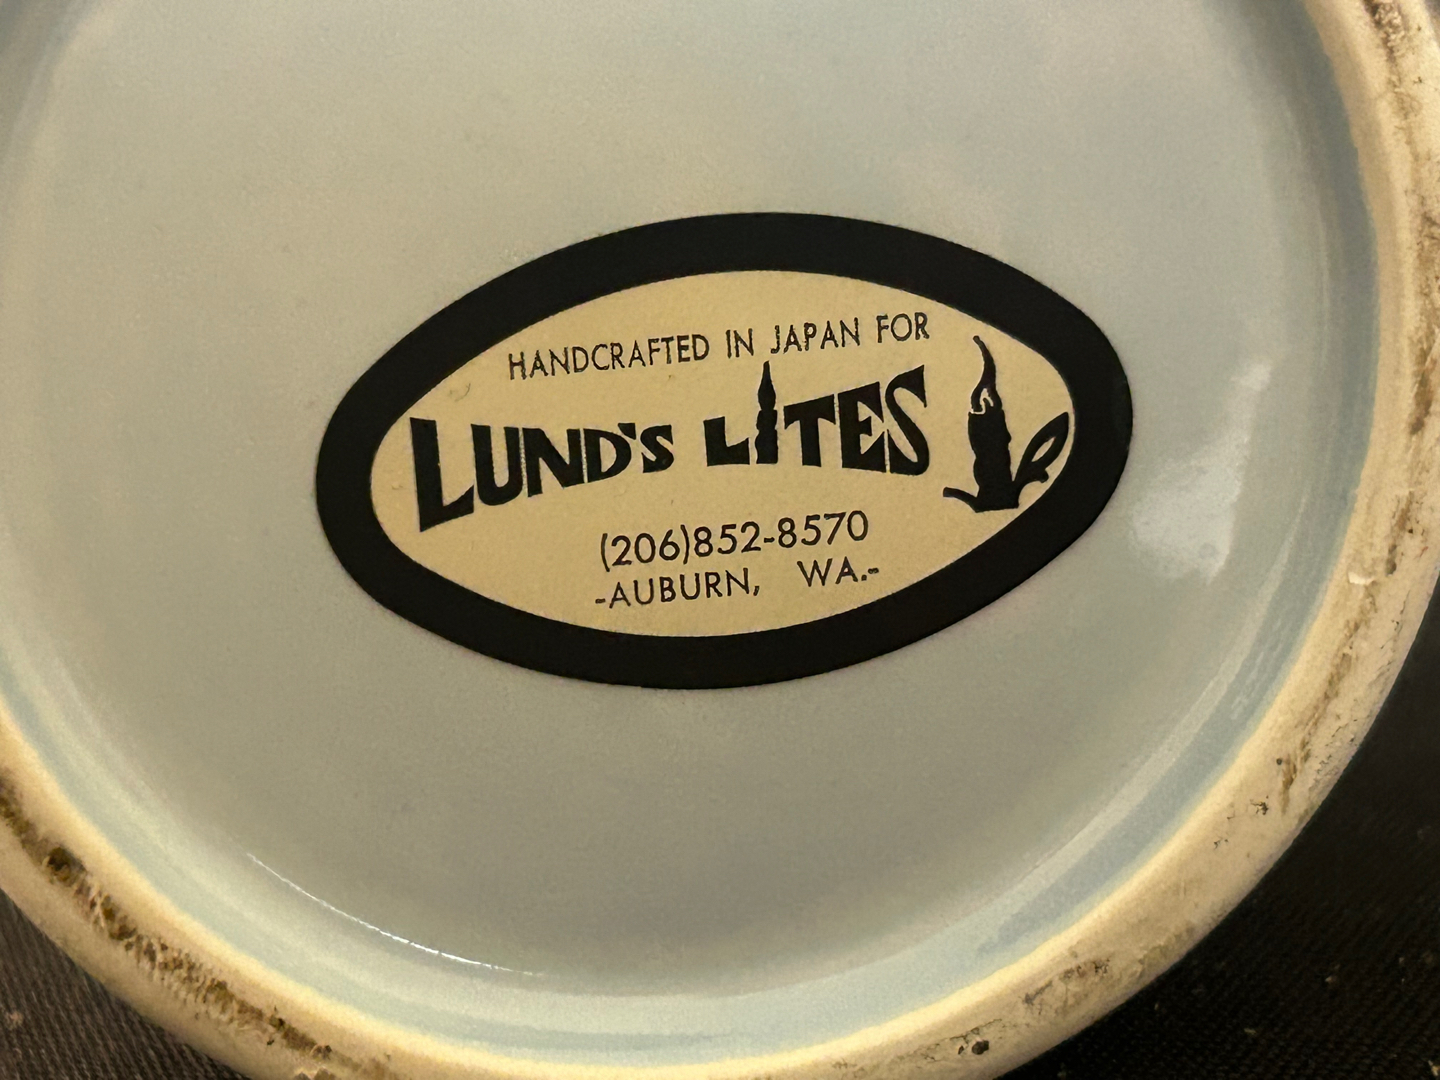 HANDCRAFTED IN JAPAN FOR
LUND'S LITES
(206)852-8570
-AUBURN, WA.-